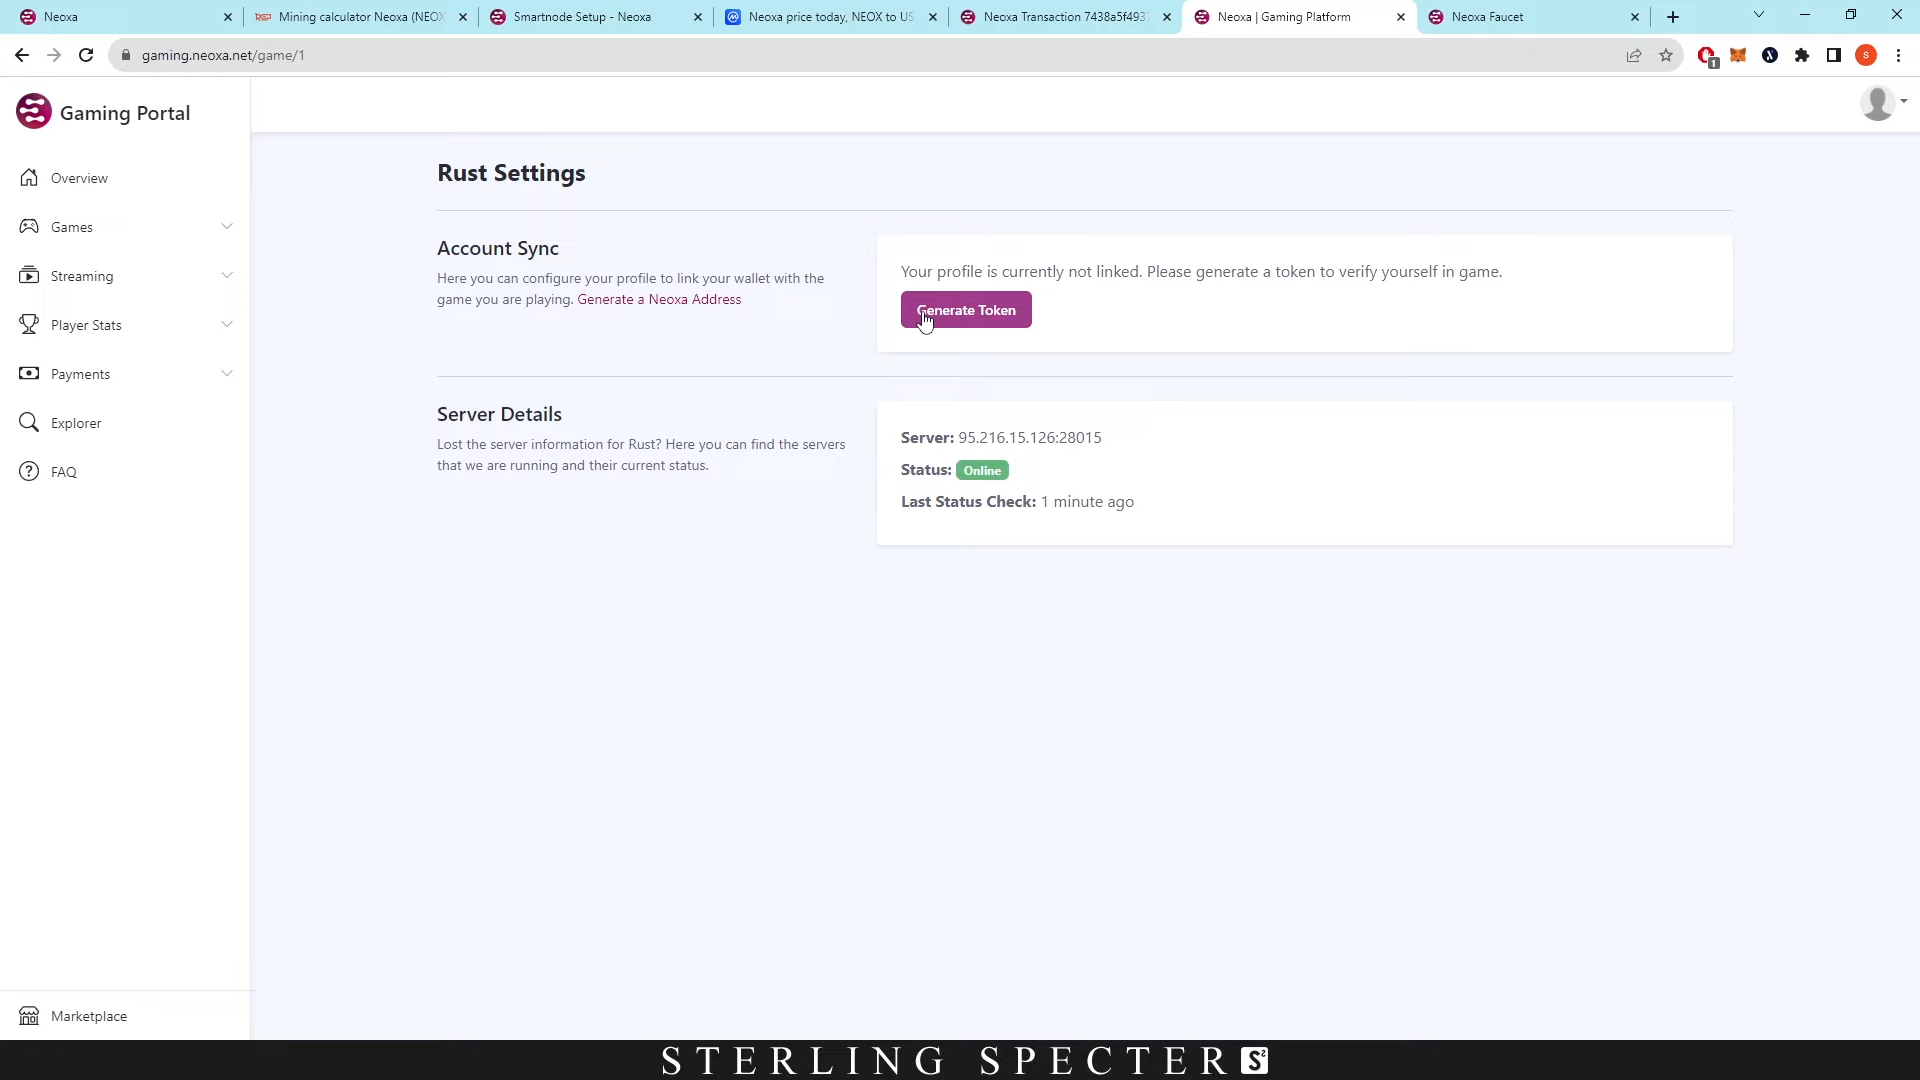 Neoxa
Mining calculator Neoxa (NEOX
Smartnode Setup - Neoxa
Neoxa price today, NEOX to US
Neoxa Transaction 7438a5f4937
Neoxa | Gaming Platform
Neoxa Faucet
gaming.neoxa.net/game/1
1
S
Gaming Portal
Overview
Games
Streaming
Player Stats
Payments
Explorer
FAQ
Marketplace
Rust Settings
Account Sync
Here you can configure your profile to link your wallet with the
game you are playing. Generate a Neoxa Address
Your profile is currently not linked. Please generate a token to verify yourself in game.
Generate Token
Server Details
Lost the server information for Rust? Here you can find the servers
that we are running and their current status.
Server: 95.216.15.126:28015
Status: Online
Last Status Check: 1 minute ago
STERLING SPECTER S²